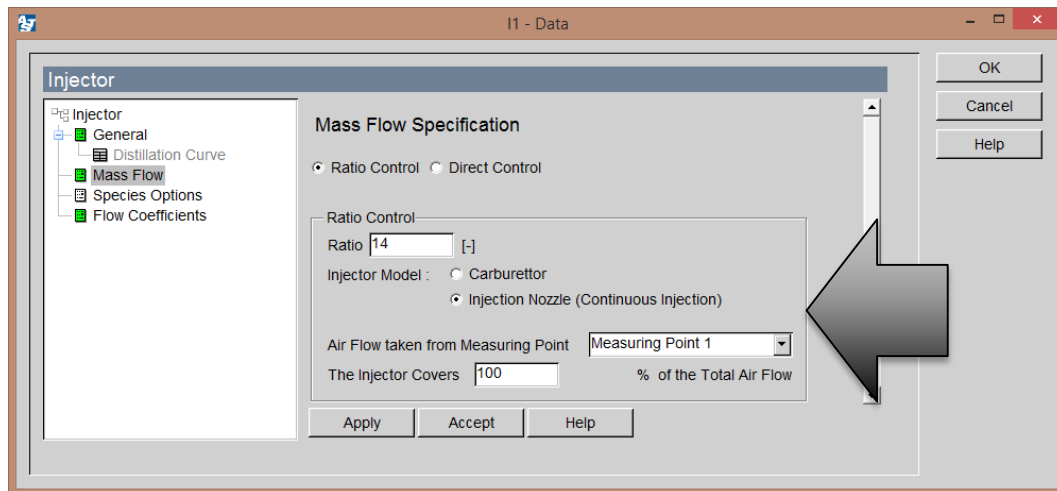 I1 - Data
Injector
OK
Cancel
Help
Injector
General
Distillation Curve
Mass Flow
Species Options
Flow Coefficients
Mass Flow Specification
Ratio Control Direct Control
Ratio Control
Ratio 14 [-]
Injector Model : Carburettor
Injection Nozzle (Continuous Injection)
Air Flow taken from Measuring Point Measuring Point 1
The Injector Covers 100 % of the Total Air Flow
Apply Accept Help